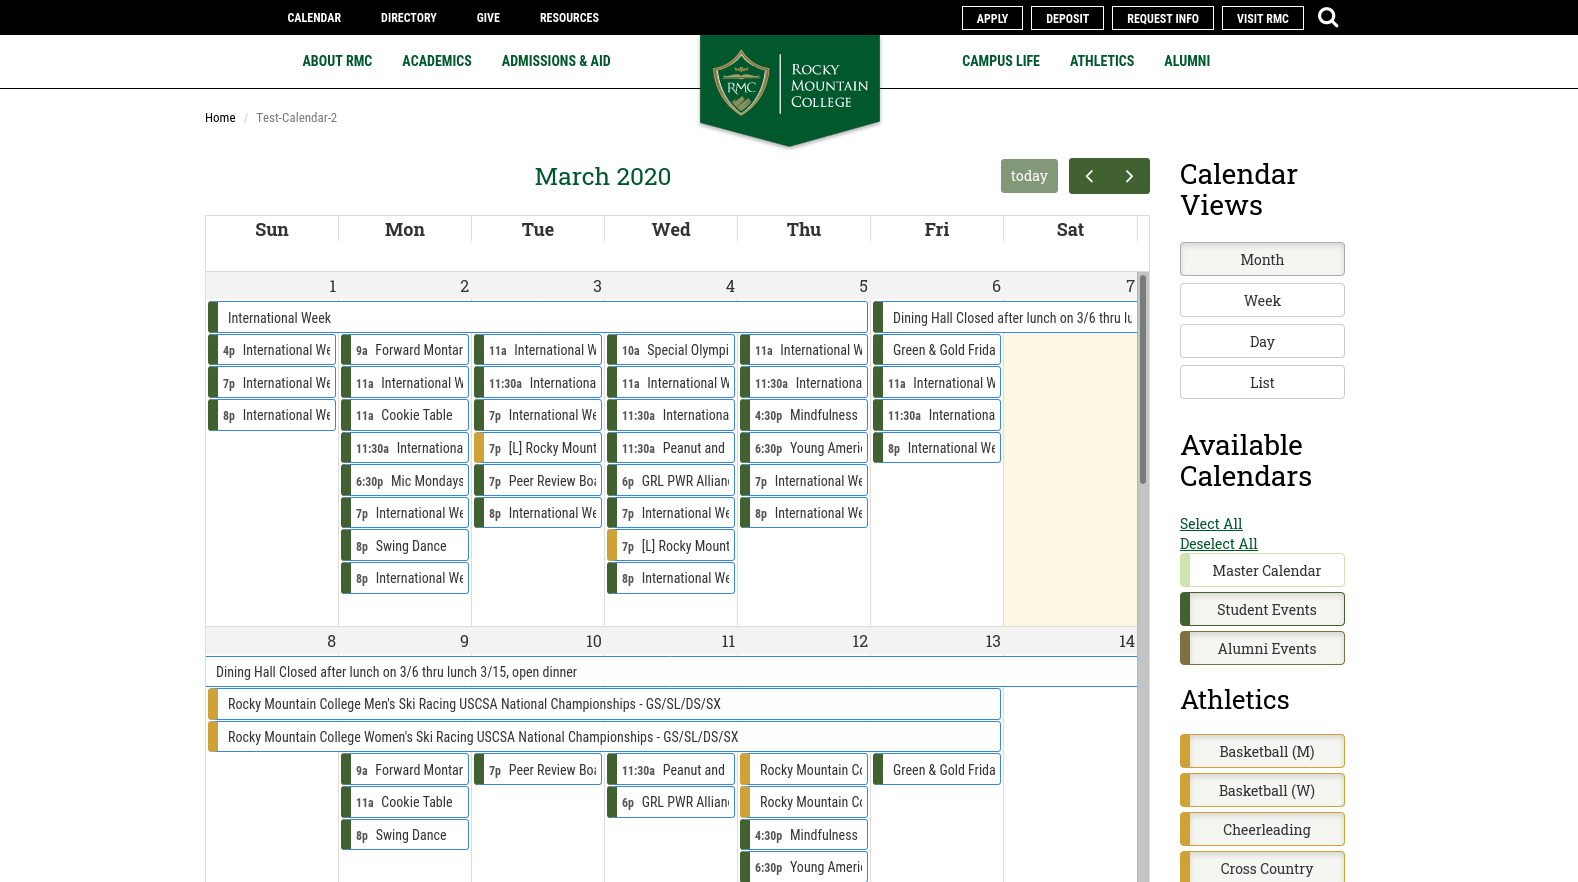 CALENDAR DIRECTORY GIVE RESOURCES APPLY DEPOSIT REQUEST INFO VISIT RMC
ABOUT RMC ACADEMICS ADMISSIONS & AID CAMPUS LIFE ATHLETICS ALUMNI
RMC
ROCKY
MOUNTAIN
COLLEGE
Home / Test-Calendar-2
March 2020
today
Sun Mon Tue Wed Thu Fri Sat
1 2 3 4 5 6 7
International Week
Dining Hall Closed after lunch on 3/6 thru lu
4p International We 9a Forward Montar 11a International W 10a Special Olympi 11a International W Green & Gold Frida
7p International We 11a International W 11:30a Internationa 11a International W 11:30a Internationa 11a International W
8p International We 11a Cookie Table 7p International We 11:30a Internationa 4:30p Mindfulness 11:30a Internationa
11:30a Internationa 7p [L] Rocky Mount 11:30a Peanut and 6:30p Young Ameri 8p International We
6:30p Mic Mondays 7p Peer Review Boa 6p GRL PWR Allian 7p International We
7p International We 8p International We 7p International We 8p International We
8p Swing Dance 7p [L] Rocky Mount
8p International We 8p International We
8 9 10 11 12 13 14
Dining Hall Closed after lunch on 3/6 thru lunch 3/15, open dinner
Rocky Mountain College Men's Ski Racing USCSA National Championships - GS/SL/DS/SX
Rocky Mountain College Women's Ski Racing USCSA National Championships - GS/SL/DS/SX
9a Forward Montar 7p Peer Review Boa 11:30a Peanut and Rocky Mountain Co Green & Gold Frida
11a Cookie Table 6p GRL PWR Allian Rocky Mountain Co
8p Swing Dance 4:30p Mindfulness
6:30p Young Ameri
Calendar
Views
Month
Week
Day
List
Available
Calendars
Select All
Deselect All
Master Calendar
Student Events
Alumni Events
Athletics
Basketball (M)
Basketball (W)
Cheerleading
Cross Country